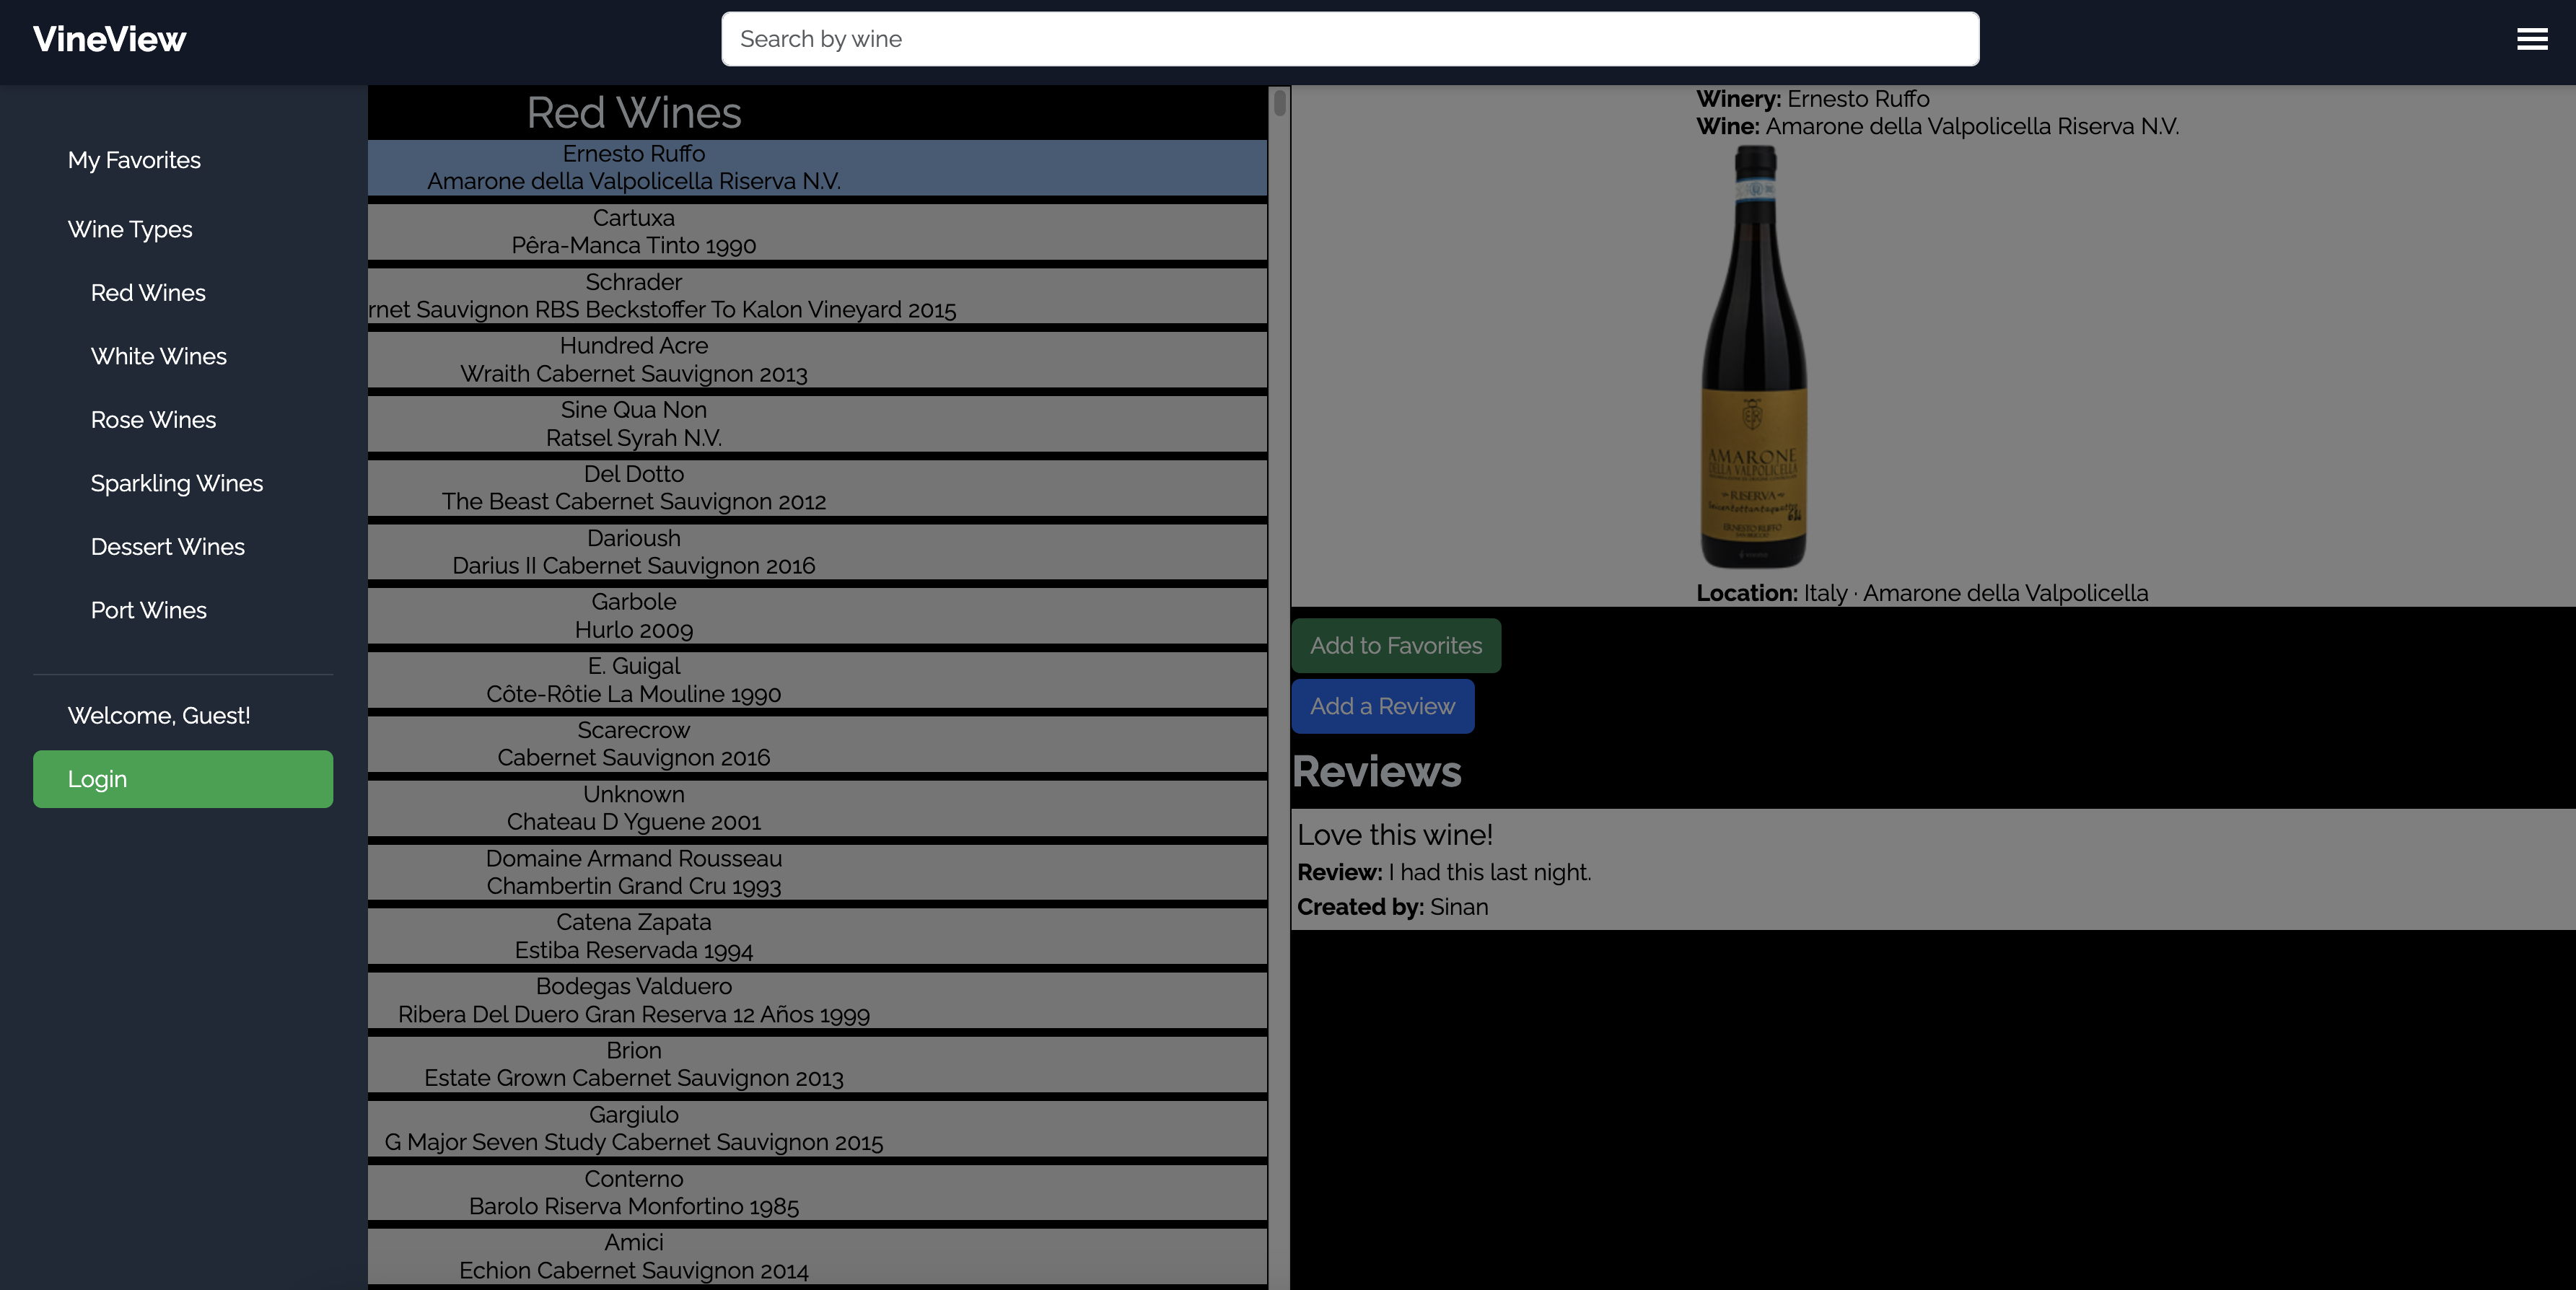 VineView
Search by wine
My Favorites
Wine Types
Red Wines
White Wines
Rose Wines
Sparkling Wines
Dessert Wines
Port Wines
Welcome, Guest!
Login
Red Wines
Ernesto Ruffo
Amarone della Valpolicella Riserva N.V.
Cartuxa
Pêra-Manca Tinto 1990
Schrader
rnet Sauvignon RBS Beckstoffer To Kalon Vineyard 2015
Hundred Acre
Wraith Cabernet Sauvignon 2013
Sine Qua Non
Ratsel Syrah N.V.
Del Dotto
The Beast Cabernet Sauvignon 2012
Darioush
Darius II Cabernet Sauvignon 2016
Garbole
Hurlo 2009
E. Guigal
Côte-Rôtie La Mouline 1990
Scarecrow
Cabernet Sauvignon 2016
Unknown
Chateau D Yguene 2001
Domaine Armand Rousseau
Chambertin Grand Cru 1993
Catena Zapata
Estiba Reservada 1994
Bodegas Valduero
Ribera Del Duero Gran Reserva 12 Años 1999
Brion
Estate Grown Cabernet Sauvignon 2013
Gargiulo
G Major Seven Study Cabernet Sauvignon 2015
Conterno
Barolo Riserva Monfortino 1985
Amici
Echion Cabernet Sauvignon 2014
Winery: Ernesto Ruffo
Wine: Amarone della Valpolicella Riserva N.V.
AMARONE
DELLA VALPOLICELLA
RISERVA
ERNESTO RUFFO
Location: Italy · Amarone della Valpolicella
Add to Favorites
Add a Review
Reviews
Love this wine!
Review: I had this last night.
Created by: Sinan